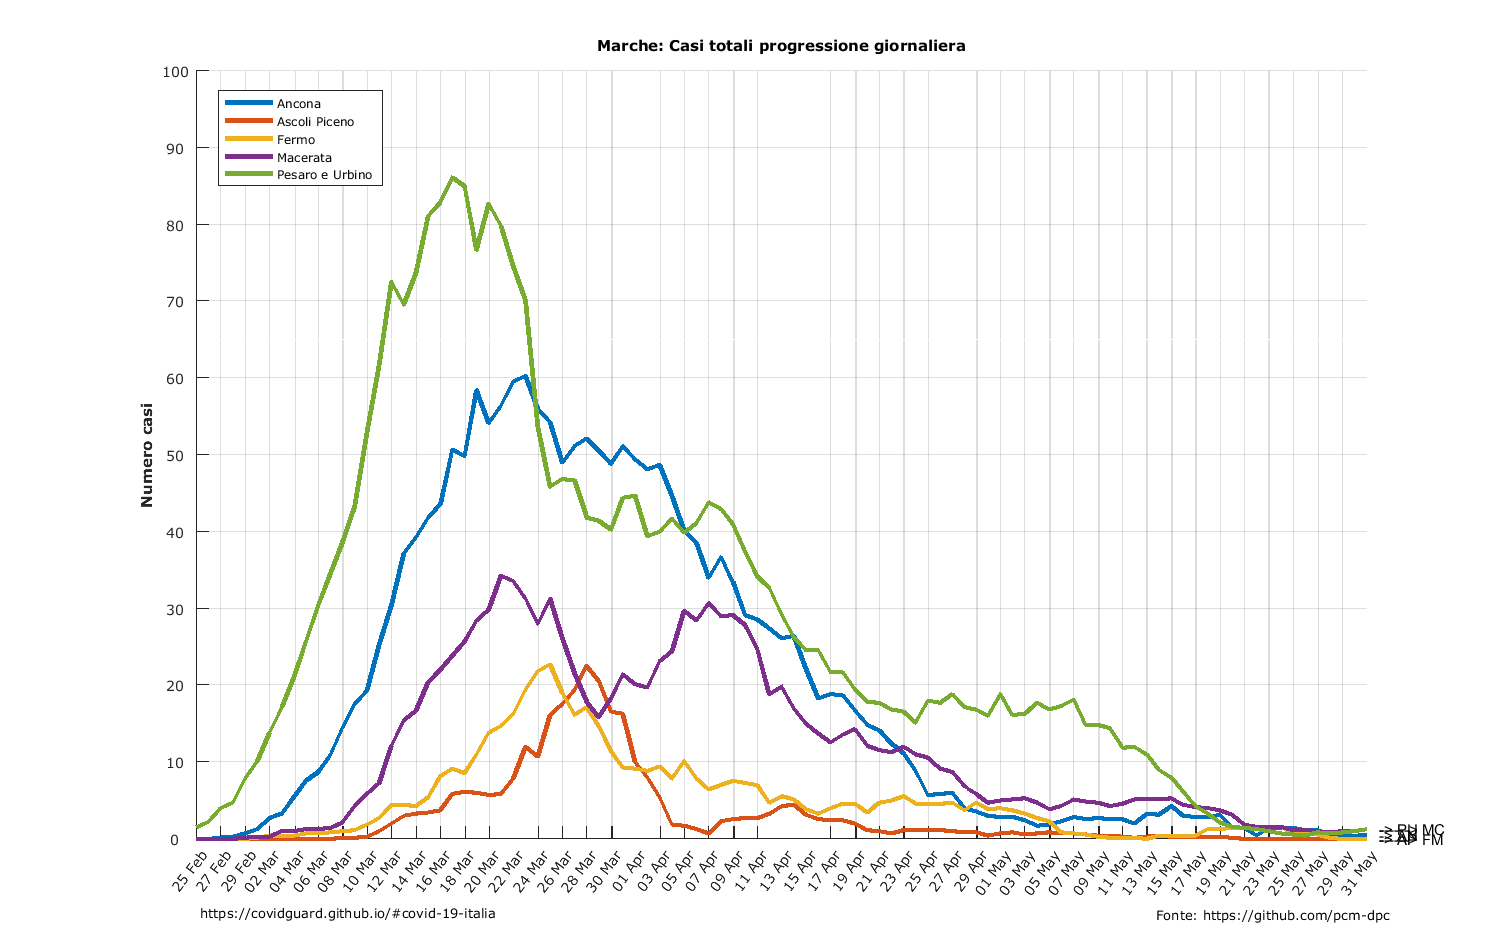 Marche: Casi totali progressione giornaliera
100
90
80
70
60
50
40
30
20
10
0
Numero casi
Ancona
Ascoli Piceno
Fermo
Macerata
Pesaro e Urbino
25 Feb
27 Feb
29 Feb
02 Mar
04 Mar
06 Mar
08 Mar
10 Mar
12 Mar
14 Mar
16 Mar
18 Mar
20 Mar
22 Mar
24 Mar
26 Mar
28 Mar
30 Mar
01 Apr
03 Apr
05 Apr
07 Apr
09 Apr
11 Apr
13 Apr
15 Apr
17 Apr
19 Apr
21 Apr
23 Apr
25 Apr
27 Apr
29 Apr
01 May
03 May
05 May
07 May
09 May
11 May
13 May
15 May
17 May
19 May
21 May
23 May
25 May
27 May
29 May
31 May
MC
FM
https://covidguard.github.io/#covid-19-italia
Fonte: https://github.com/pcm-dpc